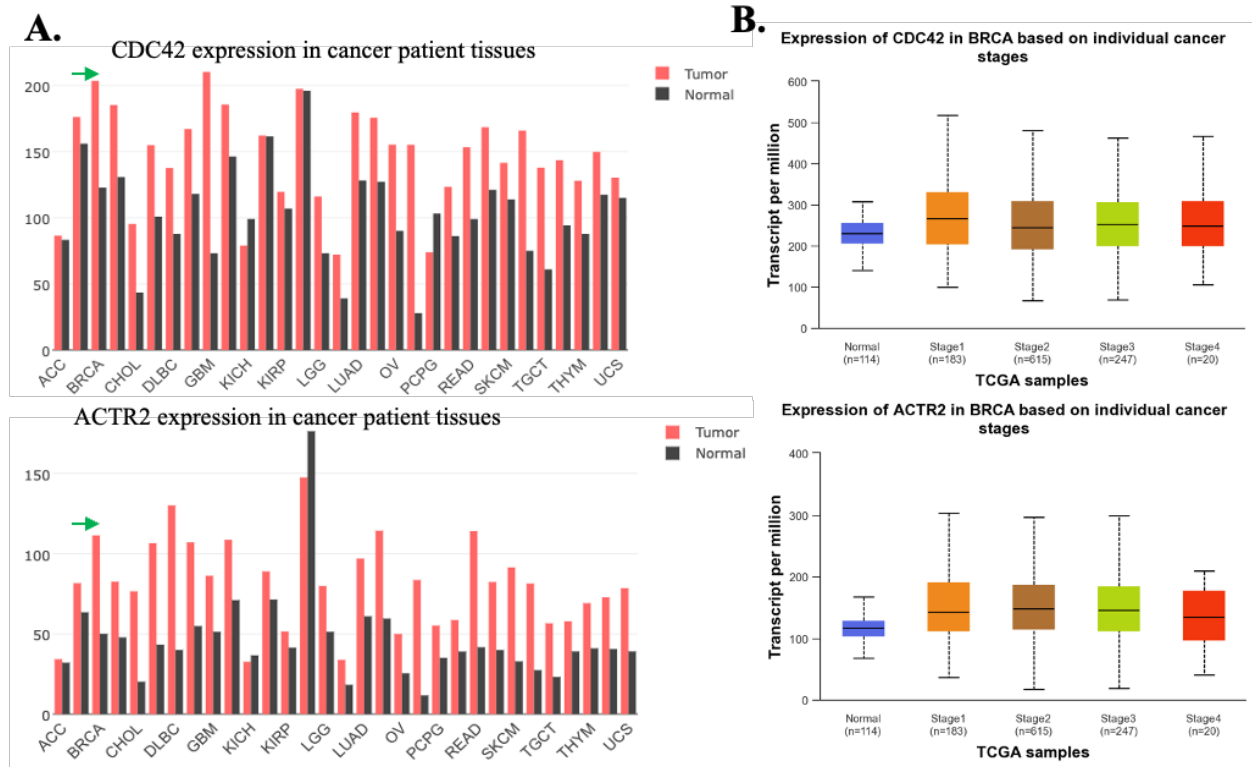 A.
CDC42 expression in cancer patient tissues
Tumor
Normal
200
150
100
50
0
ACC
BRCA
CHOL
DLBC
GBM
KICH
KIRP
LGG
LUAD
OV
PCPG
READ
SKCM
TGCT
THYM
UCS
ACTR2 expression in cancer patient tissues
Tumor
Normal
150
100
50
0
ACC
BRCA
CHOL
DLBC
GBM
KICH
KIRP
LGG
LUAD
OV
PCPG
READ
SKCM
TGCT
THYM
UCS
B.
Expression of CDC42 in BRCA based on individual cancer
stages
Transcript per million
600
500
400
300
200
100
0
Normal
(n=114)
Stage1
(n=183)
Stage2
(n=615)
Stage3
(n=247)
Stage4
(n=20)
TCGA samples
Expression of ACTR2 in BRCA based on individual cancer
stages
Transcript per million
400
300
200
100
0
Normal
(n=114)
Stage1
(n=183)
Stage2
(n=615)
Stage3
(n=247)
Stage4
(n=20)
TCGA samples